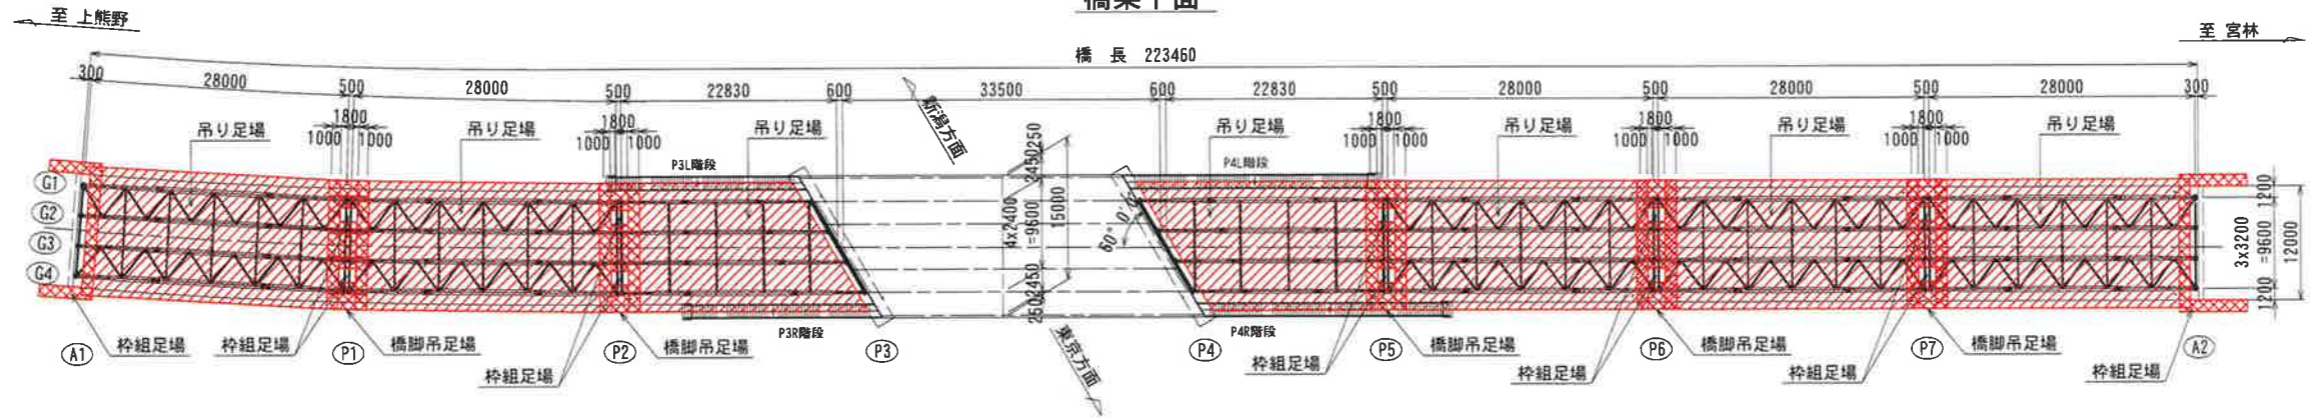 橋梁平面
至 上熊野
至 宮林
橋 長 223460
300
28000
500
28000
500
22830
600
33500
600
22830
500
28000
500
28000
500
28000
300
1800
1000
1000
吊り足場
吊り足場
1800
1000
1000
吊り足場
新潟方面
P3L階段
2450250
4x2400
=9600
15000
2502450
60°0'0"
P4L階段
吊り足場
1800
1000
1000
吊り足場
1800
1000
1000
吊り足場
1800
1000
1000
吊り足場
G1
G2
G3
G4
1200
3x3200
=9600
12000
1200
A1
枠組足場
枠組足場
P1
橋脚吊足場
枠組足場
P2
橋脚吊足場
P3R階段
P3
東京方面
P4
P4R階段
枠組足場
P5
橋脚吊足場
枠組足場
P6
橋脚吊足場
枠組足場
P7
橋脚吊足場
枠組足場
A2